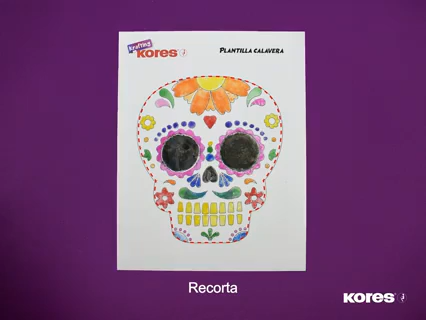 Krafting
KORES
PLANTILLA CALAVERA
Recorta
KORES